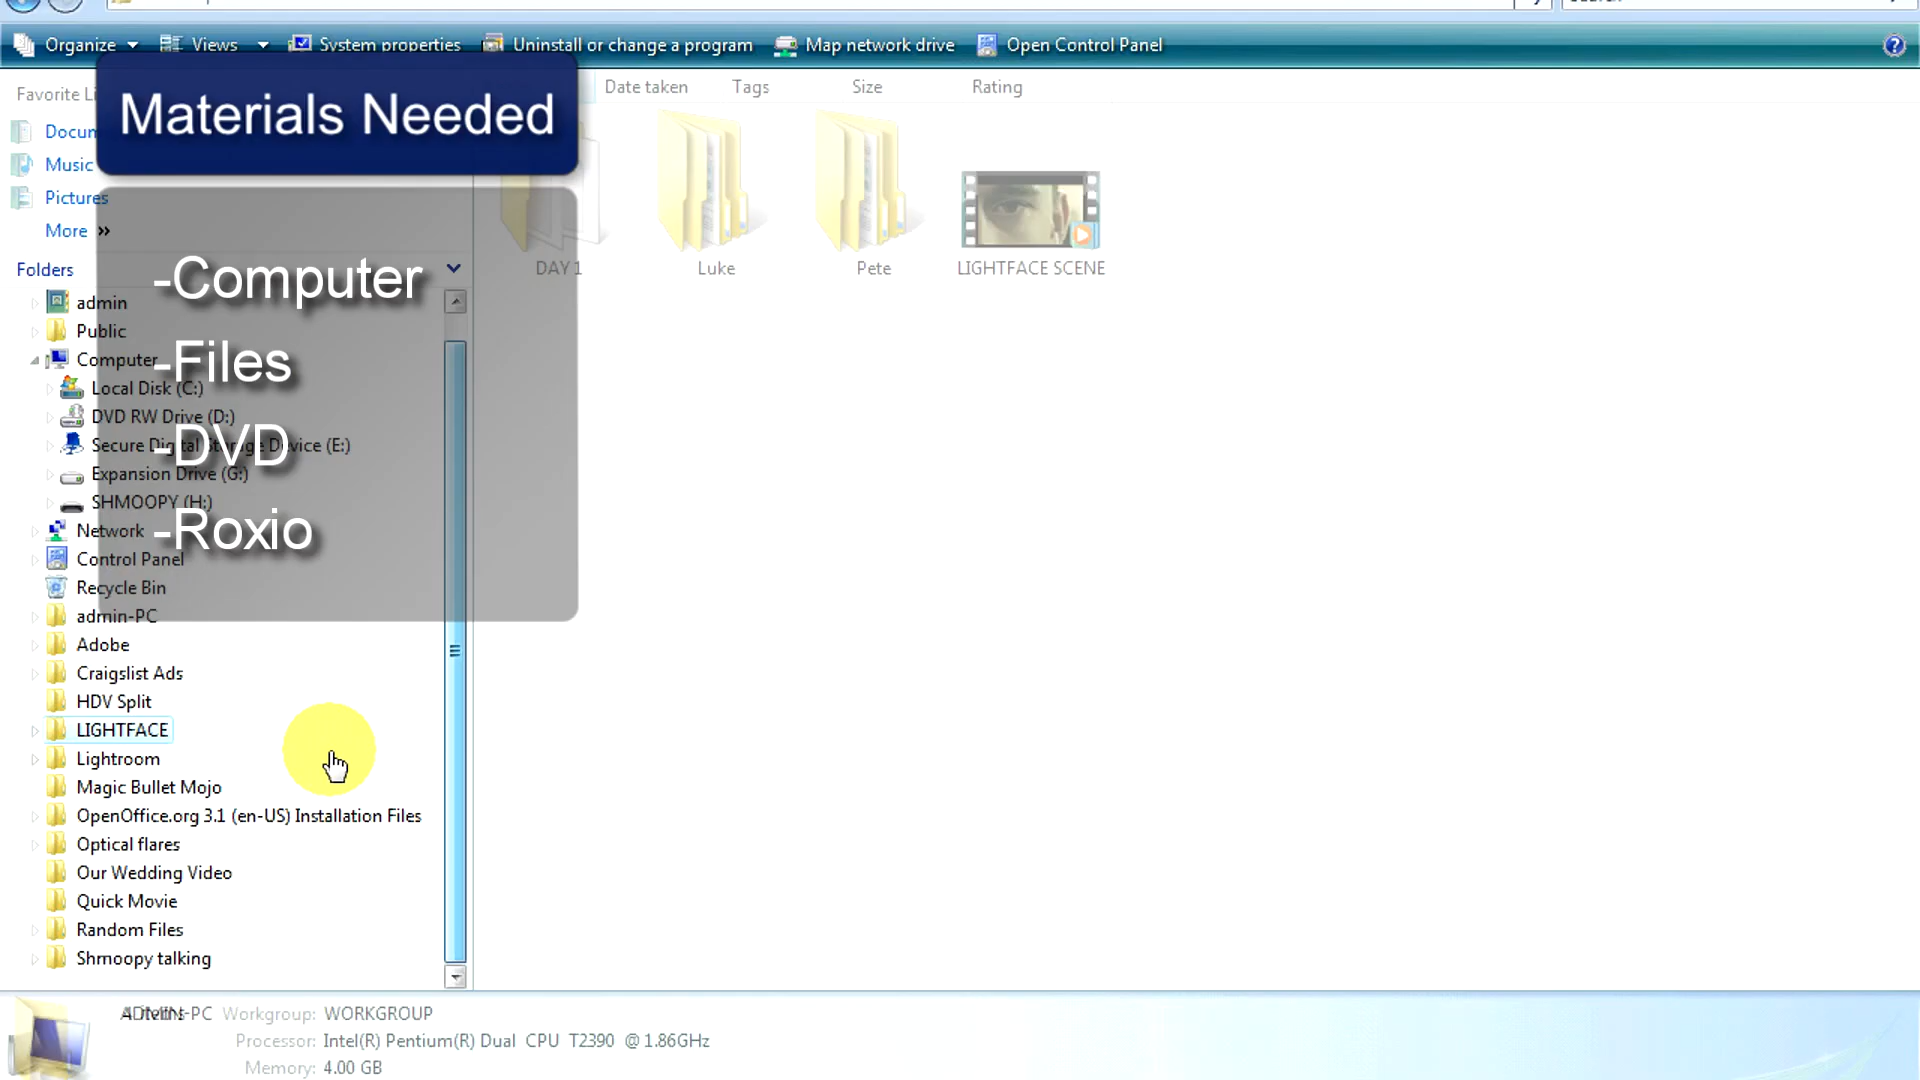 Organize Views System properties Uninstall or change a program Map network drive Open Control Panel
Favorite Li
Date taken Tags Size Rating
Materials Needed
Docum
Music
Pictures
More »
DAY 1 Luke Pete LIGHTFACE SCENE
Folders
-Computer
-Files
-DVD
-Roxio
admin
Public
Computer
Local Disk (C:)
DVD RW Drive (D:)
Secure Digital Storage Device (E:)
Expansion Drive (G:)
SHMOOPY (H:)
Network
Control Panel
Recycle Bin
admin-PC
Adobe
Craigslist Ads
HDV Split
LIGHTFACE
Lightroom
Magic Bullet Mojo
OpenOffice.org 3.1 (en-US) Installation Files
Optical flares
Our Wedding Video
Quick Movie
Random Files
Shmoopy talking
Workgroup: WORKGROUP
Processor: Intel(R) Pentium(R) Dual CPU T2390 @ 1.86GHz
Memory: 4.00 GB